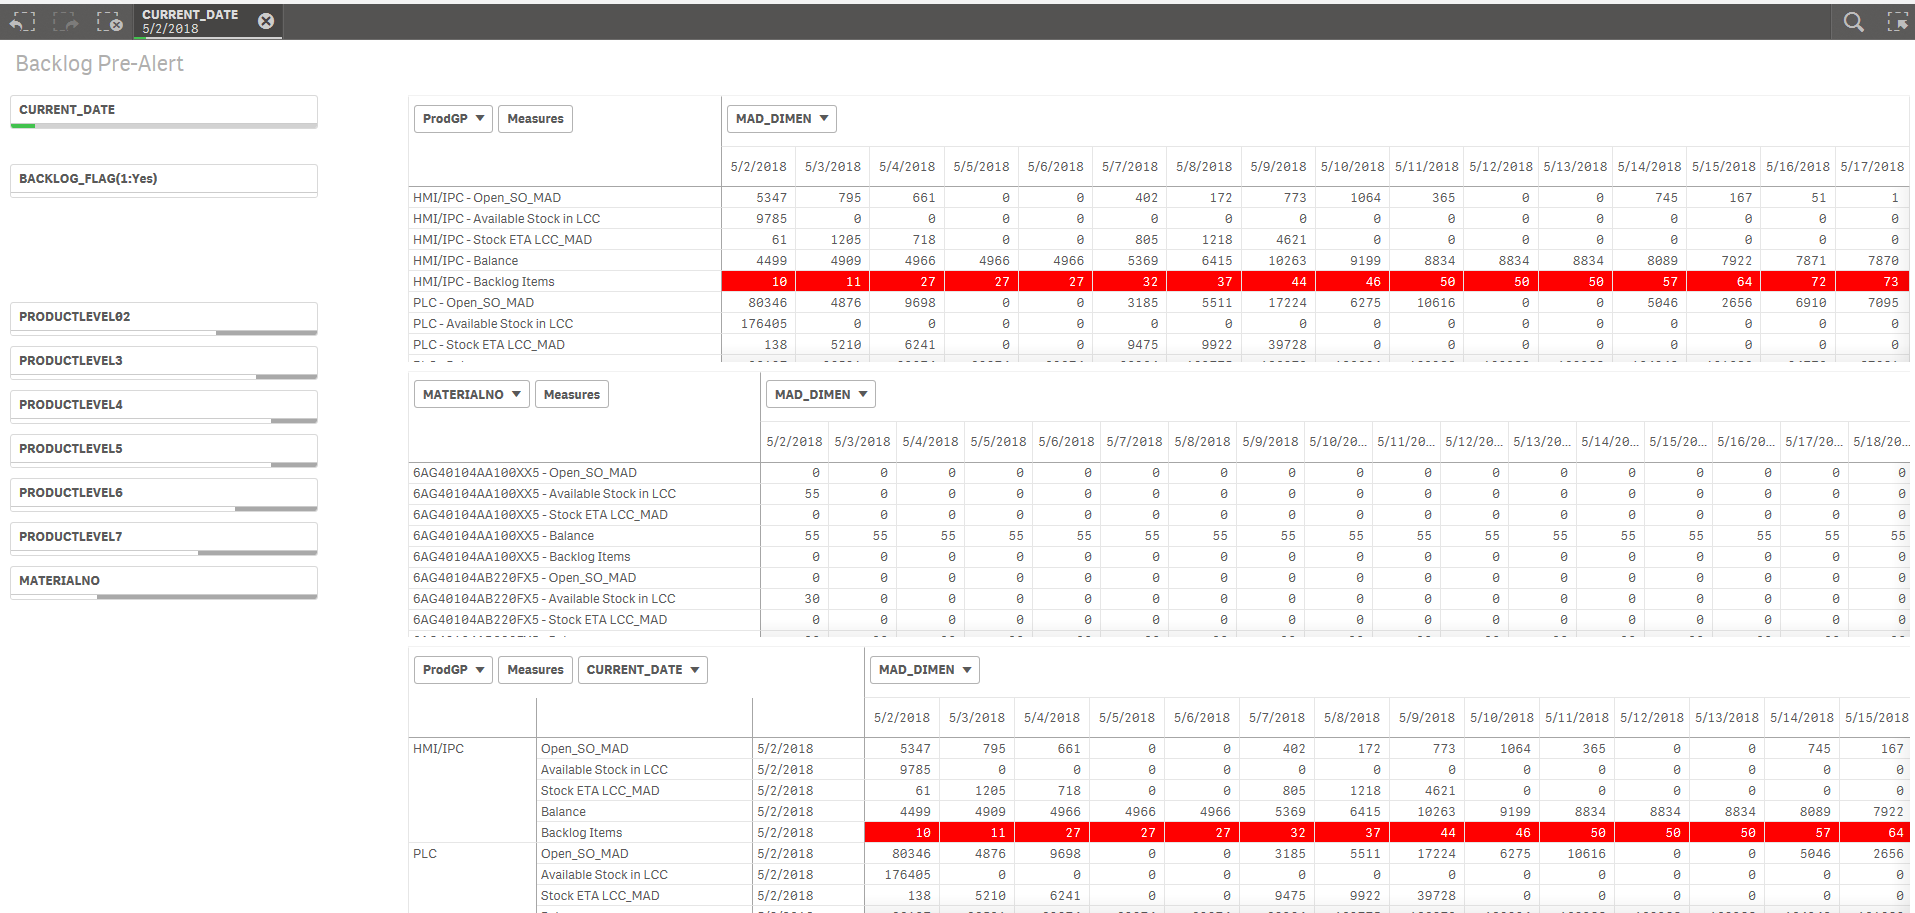 CURRENT_DATE
5/2/2018
Backlog Pre-Alert
CURRENT_DATE
BACKLOG_FLAG(1:Yes)
PRODUCTLEVEL02
PRODUCTLEVEL3
PRODUCTLEVEL4
PRODUCTLEVEL5
PRODUCTLEVEL6
PRODUCTLEVEL7
MATERIALNO
ProdGP Measures MAD_DIMEN
5/2/2018 5/3/2018 5/4/2018 5/5/2018 5/6/2018 5/7/2018 5/8/2018 5/9/2018 5/10/2018 5/11/2018 5/12/2018 5/13/2018 5/14/2018 5/15/2018 5/16/2018 5/17/2018
HMI/IPC - Open_SO_MAD 5347 795 661 0 0 402 172 773 1064 365 0 0 745 167 51 1
HMI/IPC - Available Stock in LCC 9785 0 0 0 0 0 0 0 0 0 0 0 0 0 0 0
HMI/IPC - Stock ETA LCC_MAD 61 1205 718 0 0 805 1218 4621 0 0 0 0 0 0 0 0
HMI/IPC - Balance 4499 4909 4966 4966 4966 5369 6415 10263 9199 8834 8834 8834 8089 7922 7871 7870
HMI/IPC - Backlog Items 10 11 27 27 27 32 37 44 46 50 50 50 57 64 72 73
PLC - Open_SO_MAD 80346 4876 9698 0 0 3185 5511 17224 6275 10616 0 0 5046 2656 6910 7095
PLC - Available Stock in LCC 176405 0 0 0 0 0 0 0 0 0 0 0 0 0 0 0
PLC - Stock ETA LCC_MAD 138 5210 6241 0 0 9475 9922 39728 0 0 0 0 0 0 0 0
MATERIALNO Measures MAD_DIMEN
5/2/2018 5/3/2018 5/4/2018 5/5/2018 5/6/2018 5/7/2018 5/8/2018 5/9/2018 5/10/20... 5/11/20... 5/12/20... 5/13/20... 5/14/20... 5/15/20... 5/16/20... 5/17/20... 5/18/20...
6AG40104AA100XX5 - Open_SO_MAD 0 0 0 0 0 0 0 0 0 0 0 0 0 0 0 0 0
6AG40104AA100XX5 - Available Stock in LCC 55 0 0 0 0 0 0 0 0 0 0 0 0 0 0 0 0
6AG40104AA100XX5 - Stock ETA LCC_MAD 0 0 0 0 0 0 0 0 0 0 0 0 0 0 0 0 0
6AG40104AA100XX5 - Balance 55 55 55 55 55 55 55 55 55 55 55 55 55 55 55 55 55
6AG40104AA100XX5 - Backlog Items 0 0 0 0 0 0 0 0 0 0 0 0 0 0 0 0 0
6AG40104AB220FX5 - Open_SO_MAD 0 0 0 0 0 0 0 0 0 0 0 0 0 0 0 0 0
6AG40104AB220FX5 - Available Stock in LCC 30 0 0 0 0 0 0 0 0 0 0 0 0 0 0 0 0
6AG40104AB220FX5 - Stock ETA LCC_MAD 0 0 0 0 0 0 0 0 0 0 0 0 0 0 0 0 0
ProdGP Measures CURRENT_DATE MAD_DIMEN
5/2/2018 5/3/2018 5/4/2018 5/5/2018 5/6/2018 5/7/2018 5/8/2018 5/9/2018 5/10/2018 5/11/2018 5/12/2018 5/13/2018 5/14/2018 5/15/2018
HMI/IPC Open_SO_MAD 5/2/2018 5347 795 661 0 0 402 172 773 1064 365 0 0 745 167
Available Stock in LCC 5/2/2018 9785 0 0 0 0 0 0 0 0 0 0 0 0 0
Stock ETA LCC_MAD 5/2/2018 61 1205 718 0 0 805 1218 4621 0 0 0 0 0 0
Balance 5/2/2018 4499 4909 4966 4966 4966 5369 6415 10263 9199 8834 8834 8834 8089 7922
Backlog Items 5/2/2018 10 11 27 27 27 32 37 44 46 50 50 50 57 64
PLC Open_SO_MAD 5/2/2018 80346 4876 9698 0 0 3185 5511 17224 6275 10616 0 0 5046 2656
Available Stock in LCC 5/2/2018 176405 0 0 0 0 0 0 0 0 0 0 0 0 0
Stock ETA LCC_MAD 5/2/2018 138 5210 6241 0 0 9475 9922 39728 0 0 0 0 0 0